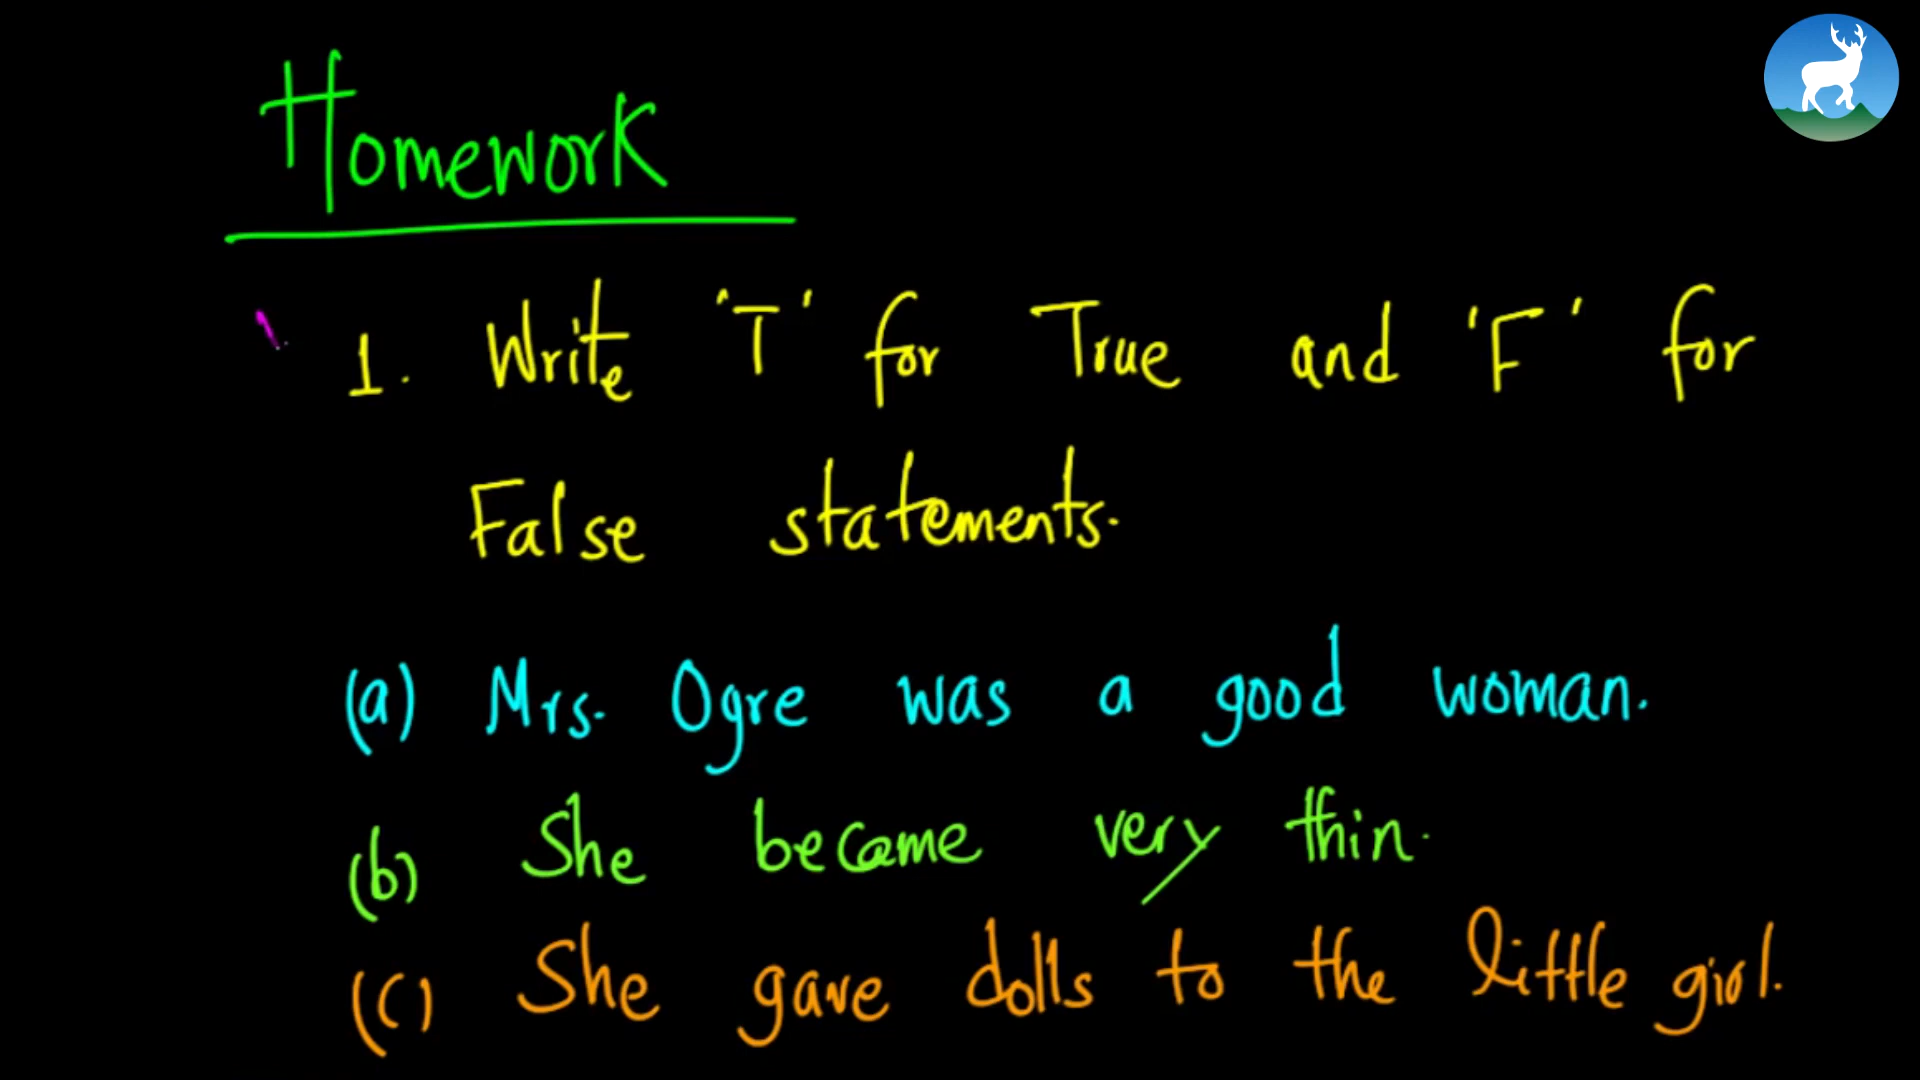 Homework
1. Write 'T' for True and 'F' for
False statements.
(a) Mrs. Ogre was a good woman.
(b) She became very thin.
(c) She gave dolls to the little girl.